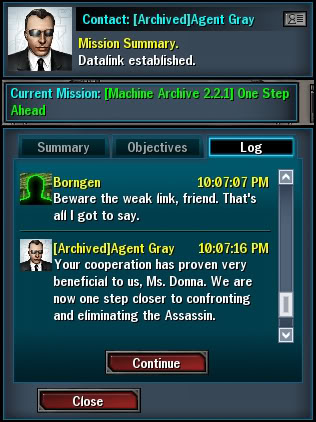 Contact: [Archived]Agent Gray
Mission Summary.
Datalink established.
Current Mission: [Machine Archive 2.2.1] One Step
Ahead
Summary
Objectives
Log
Borngen 10:07:07 PM
Beware the weak link, friend. That's
all I got to say.
[Archived]Agent Gray 10:07:16 PM
Your cooperation has proven very
beneficial to us, Ms. Donna. We are
now one step closer to confronting
and eliminating the Assassin.
Continue
Close